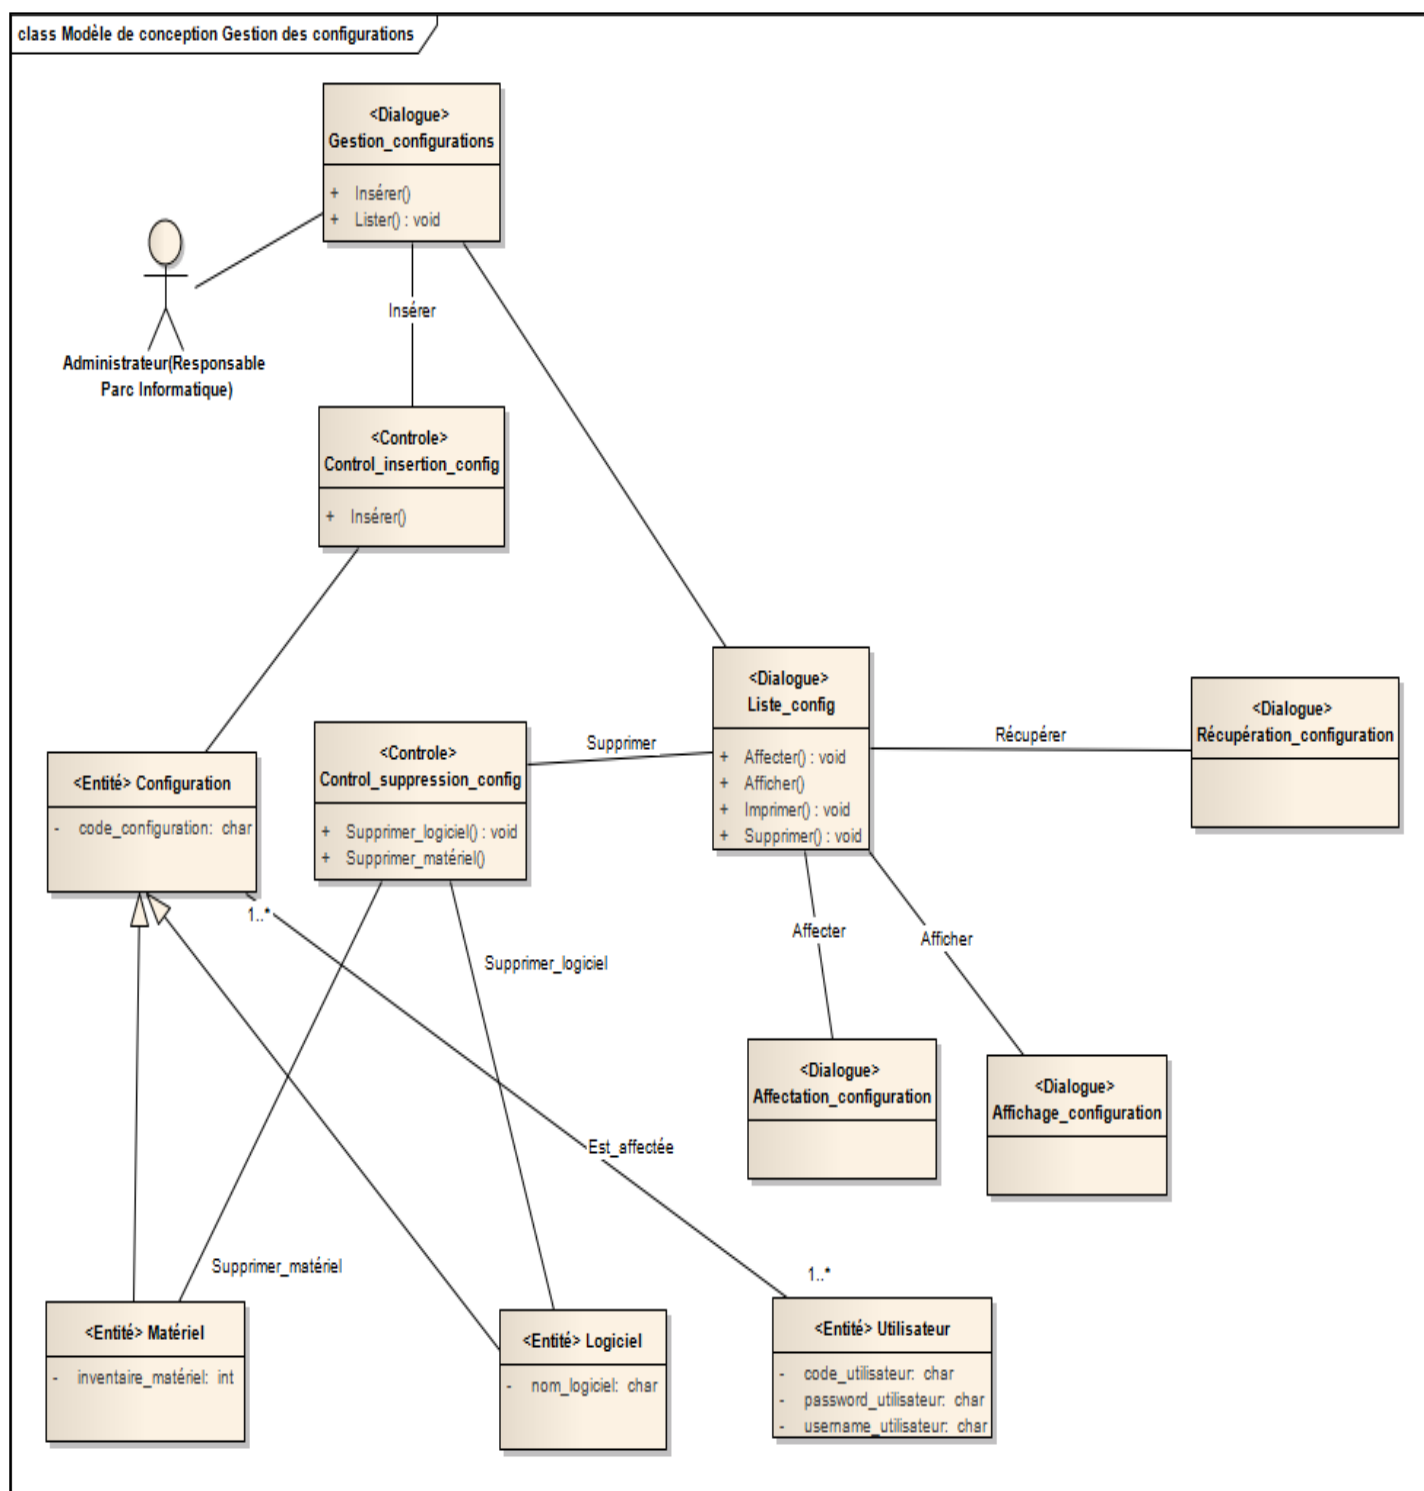 class Modèle de conception Gestion des configurations
<Dialogue>
Gestion_configurations
+ Insérer()
+ Lister() : void
Administrateur(Responsable
Parc Informatique)
Insérer
<Controle>
Control_insertion_config
+ Insérer()
<Dialogue>
Liste_config
+ Affecter() : void
+ Afficher()
+ Imprimer() : void
+ Supprimer() : void
Récupérer
<Dialogue>
Récupération_configuration
Supprimer
<Controle>
Control_suppression_config
+ Supprimer_logiciel() : void
+ Supprimer_matériel()
<Entité> Configuration
- code_configuration: char
1..*
Affecter
Afficher
Supprimer_logiciel
<Dialogue>
Affectation_configuration
<Dialogue>
Affichage_configuration
Est_affectée
Supprimer_matériel
1..*
<Entité> Matériel
- inventaire_matériel: int
<Entité> Logiciel
- nom_logiciel: char
<Entité> Utilisateur
- code_utilisateur: char
- password_utilisateur: char
- username_utilisateur: char